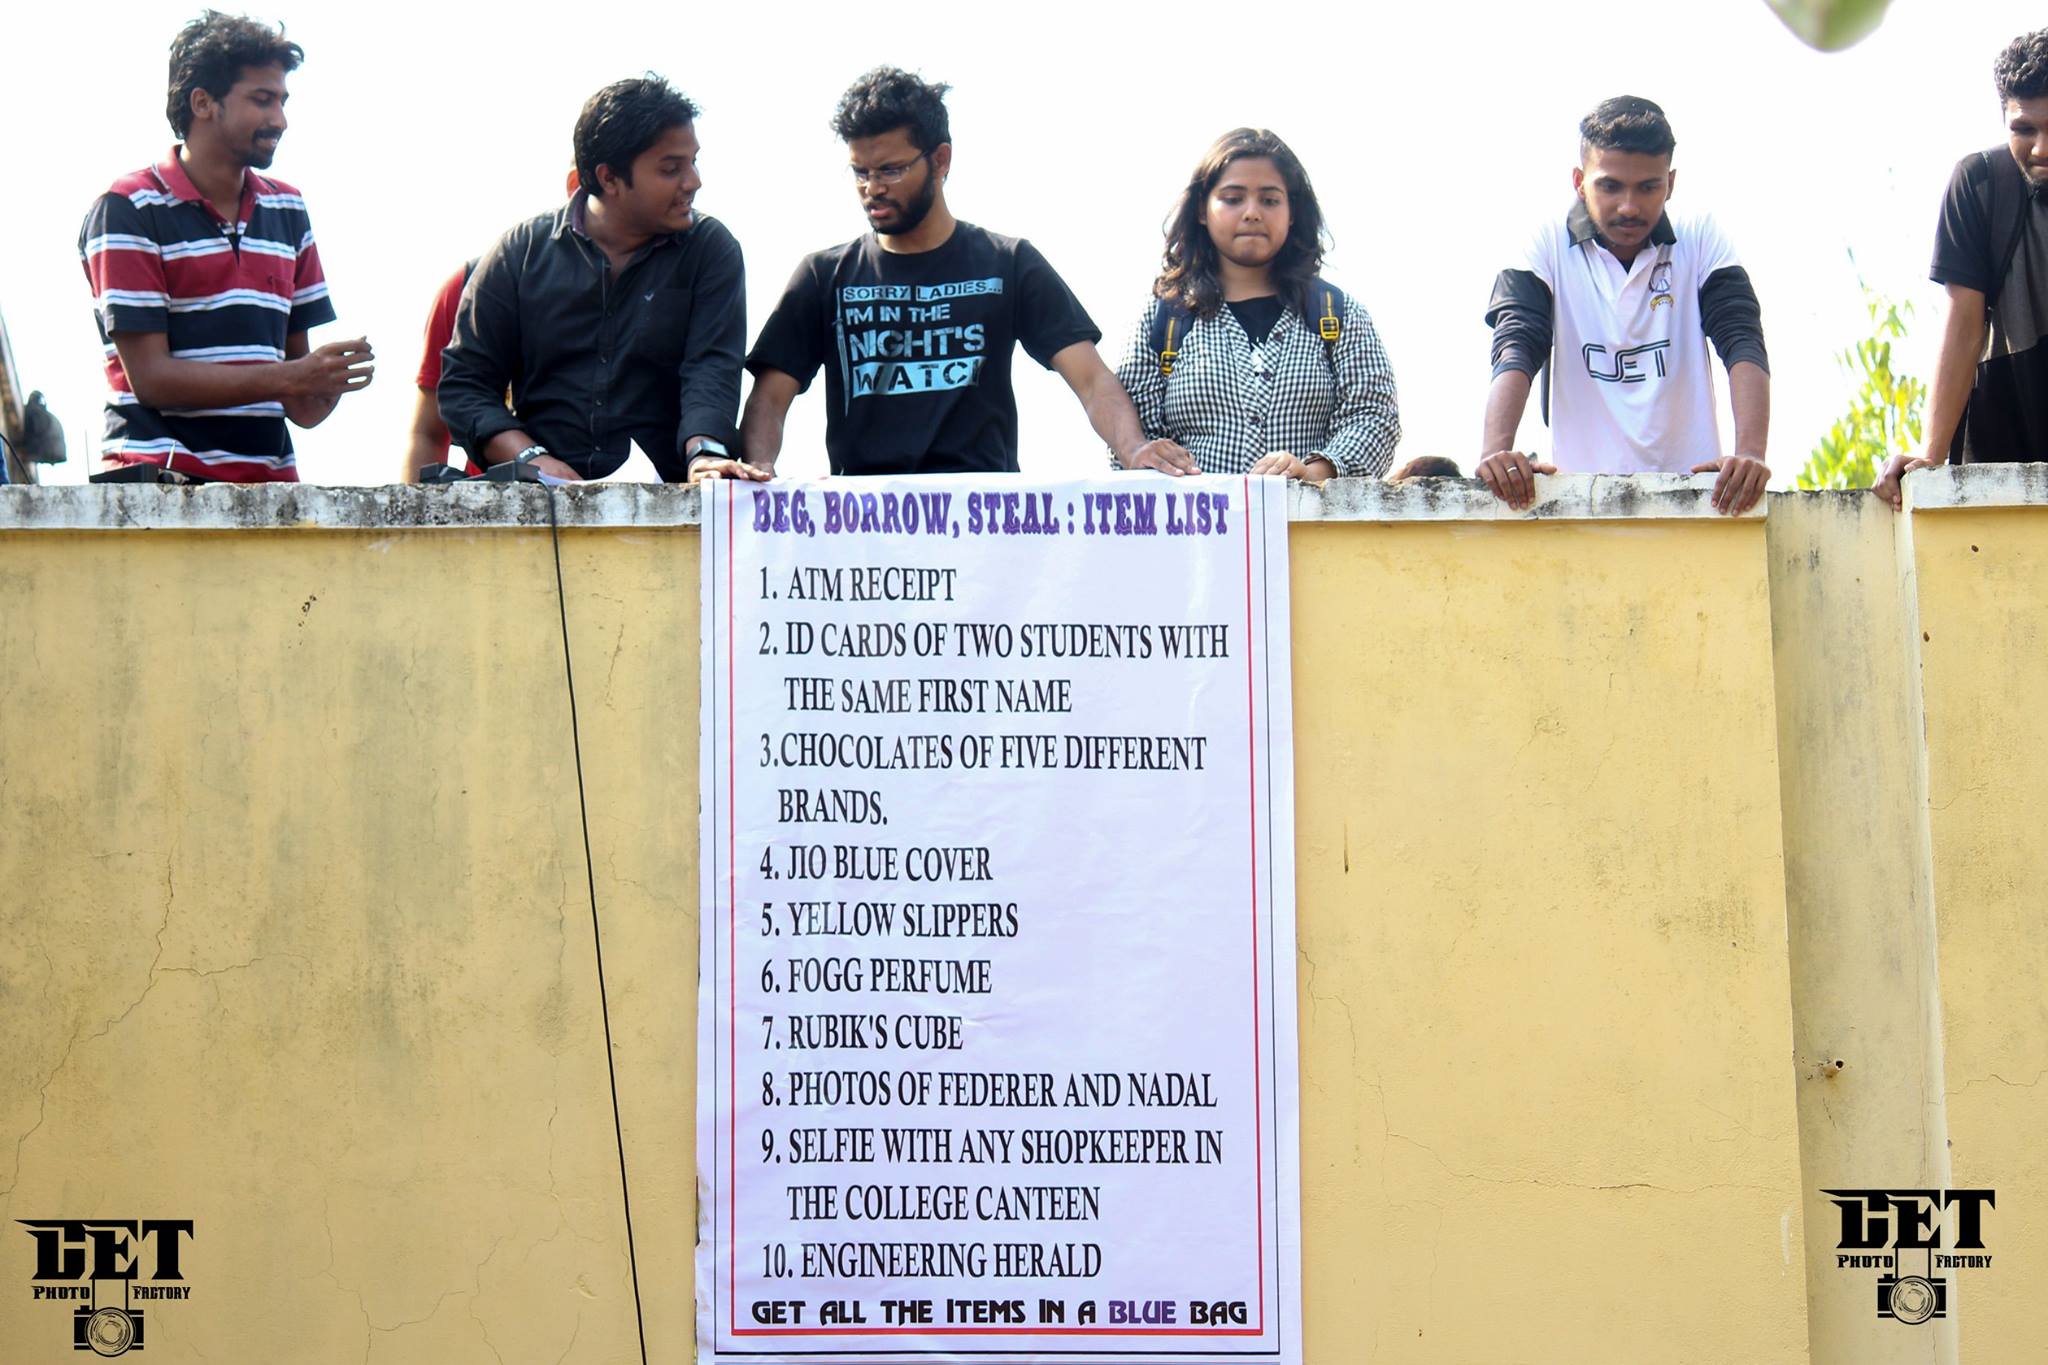 SORRY LADIES...
I'M IN THE
NIGHT'S
WATCH
CET
BEG, BORROW, STEAL : ITEM LIST
1. ATM RECEIPT
2. ID CARDS OF TWO STUDENTS WITH
THE SAME FIRST NAME
3.CHOCOLATES OF FIVE DIFFERENT
BRANDS.
4. JIO BLUE COVER
5. YELLOW SLIPPERS
6. FOGG PERFUME
7. RUBIK'S CUBE
8. PHOTOS OF FEDERER AND NADAL
9. SELFIE WITH ANY SHOPKEEPER IN
THE COLLEGE CANTEEN
10. ENGINEERING HERALD
GET ALL THE ITEMS IN A BLUE BAG
CET
PHOTO FACTORY
CET
PHOTO FACTORY